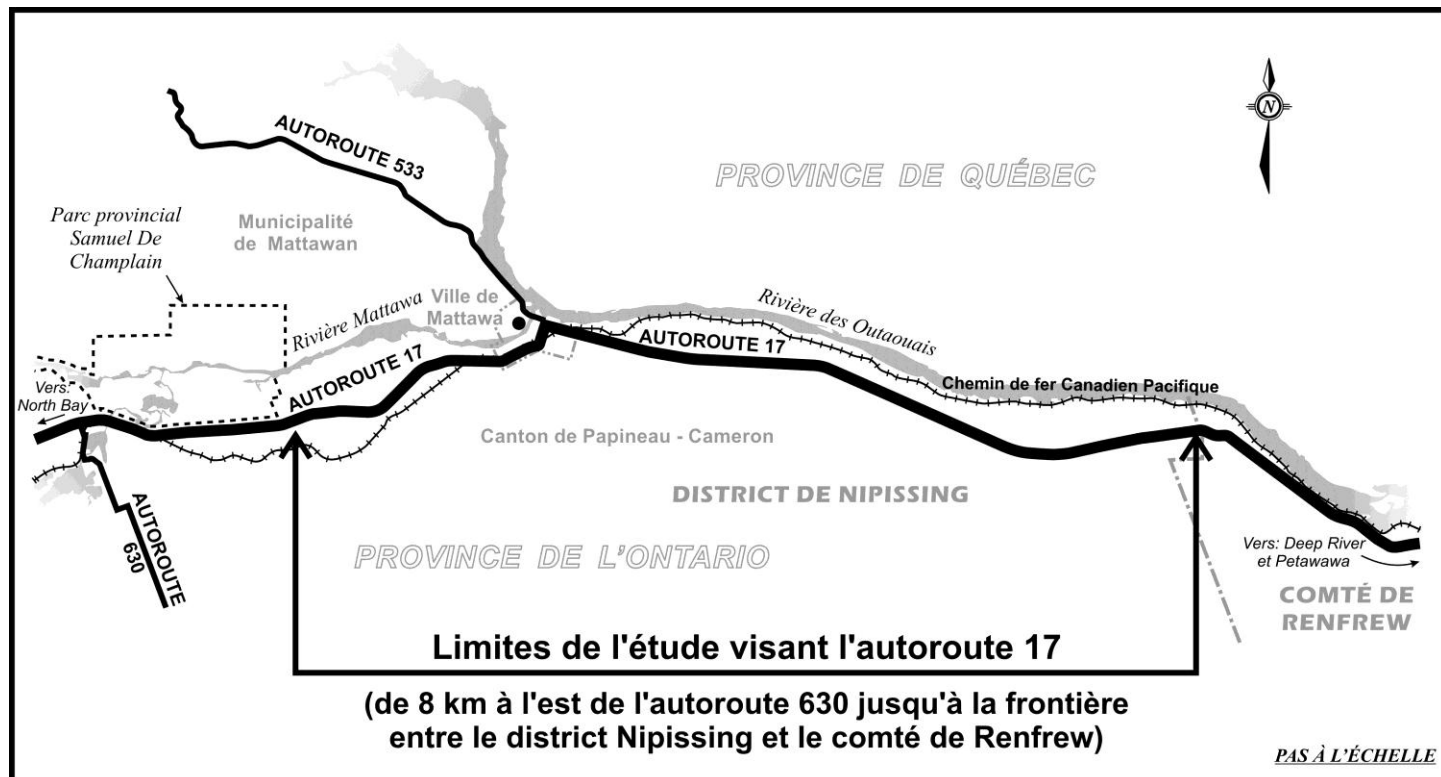 N
AUTOROUTE 533
PROVINCE DE QUÉBEC
Parc provincial
Samuel De
Champlain
Municipalité
de Mattawan
Rivière Mattawa
Ville de
Mattawa
Rivière des Outaouais
AUTOROUTE 17
AUTOROUTE 17
Chemin de fer Canadien Pacifique
Vers:
North Bay
Canton de Papineau - Cameron
DISTRICT DE NIPISSING
AUTOROUTE
630
PROVINCE DE L'ONTARIO
Vers: Deep River
et Petawawa
COMTÉ DE
RENFREW
Limites de l'étude visant l'autoroute 17
(de 8 km à l'est de l'autoroute 630 jusqu'à la frontière
entre le district Nipissing et le comté de Renfrew)
PAS À L'ÉCHELLE